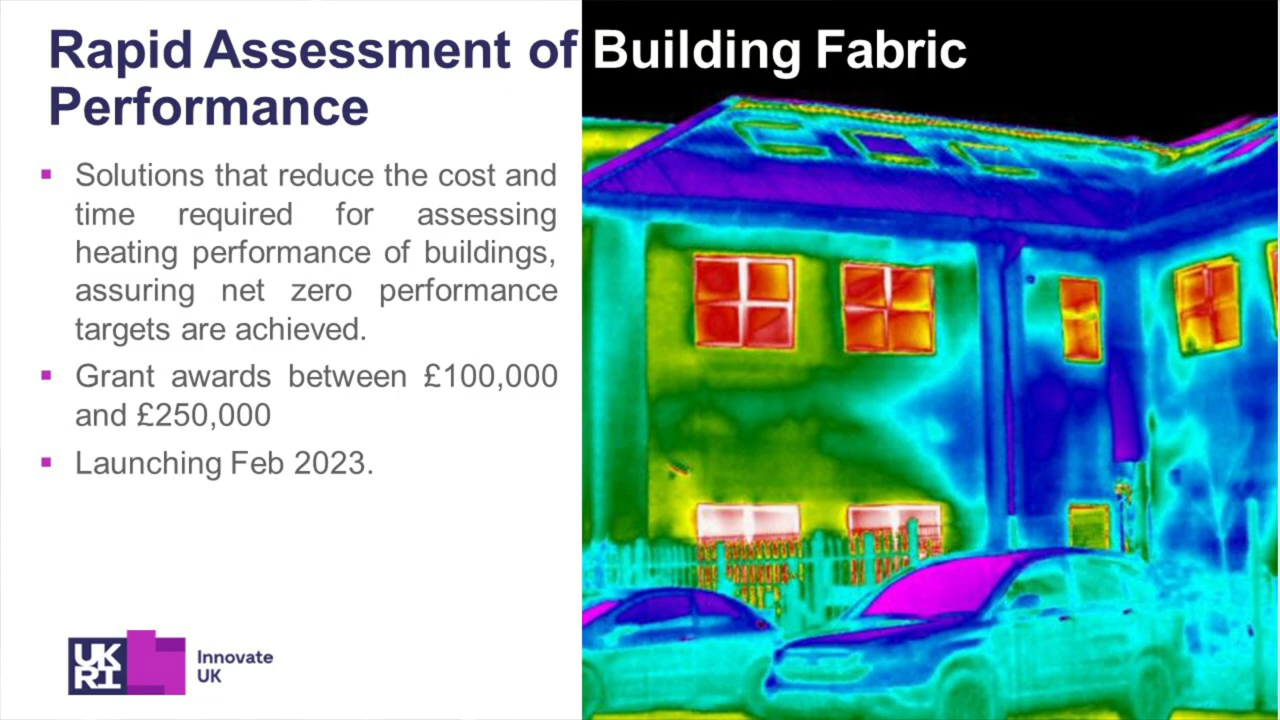 Rapid Assessment of Building Fabric
Performance
▪ Solutions that reduce the cost and
time required for assessing
heating performance of buildings,
assuring net zero performance
targets are achieved.
▪ Grant awards between £100,000
and £250,000
▪ Launching Feb 2023.
UK
RI
Innovate
UK